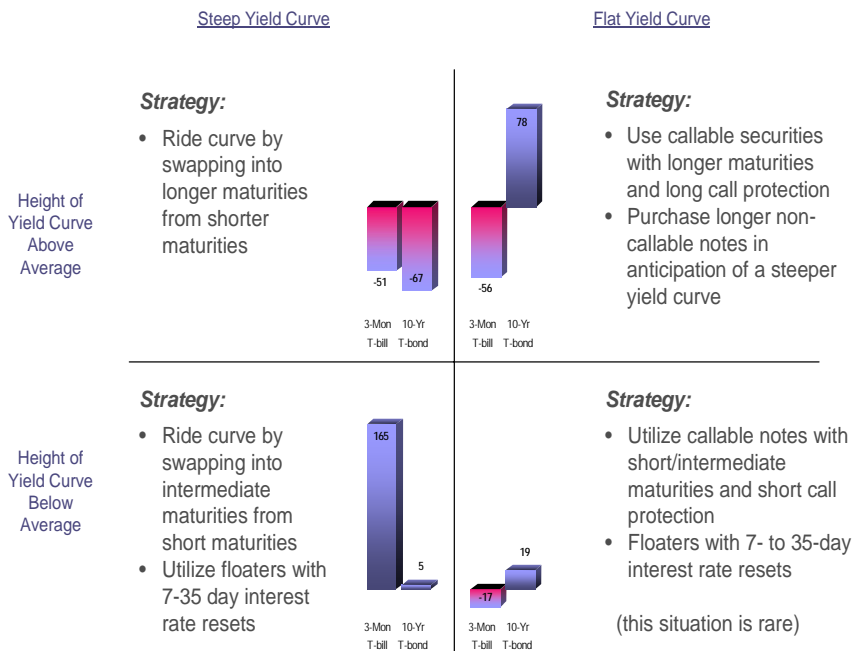 Steep Yield Curve
Flat Yield Curve
Height of
Yield Curve
Above
Average
Strategy:
• Ride curve by
swapping into
longer maturities
from shorter
maturities
-51
-67
3-Mon 10-Yr
T-bill T-bond
78
-56
3-Mon 10-Yr
T-bill T-bond
Strategy:
• Use callable securities
with longer maturities
and long call protection
• Purchase longer non-
callable notes in
anticipation of a steeper
yield curve
Height of
Yield Curve
Below
Average
Strategy:
• Ride curve by
swapping into
intermediate
maturities from
short maturities
• Utilize floaters with
7-35 day interest
rate resets
165
5
3-Mon 10-Yr
T-bill T-bond
19
-17
3-Mon 10-Yr
T-bill T-bond
Strategy:
• Utilize callable notes with
short/intermediate
maturities and short call
protection
• Floaters with 7- to 35-day
interest rate resets
(this situation is rare)